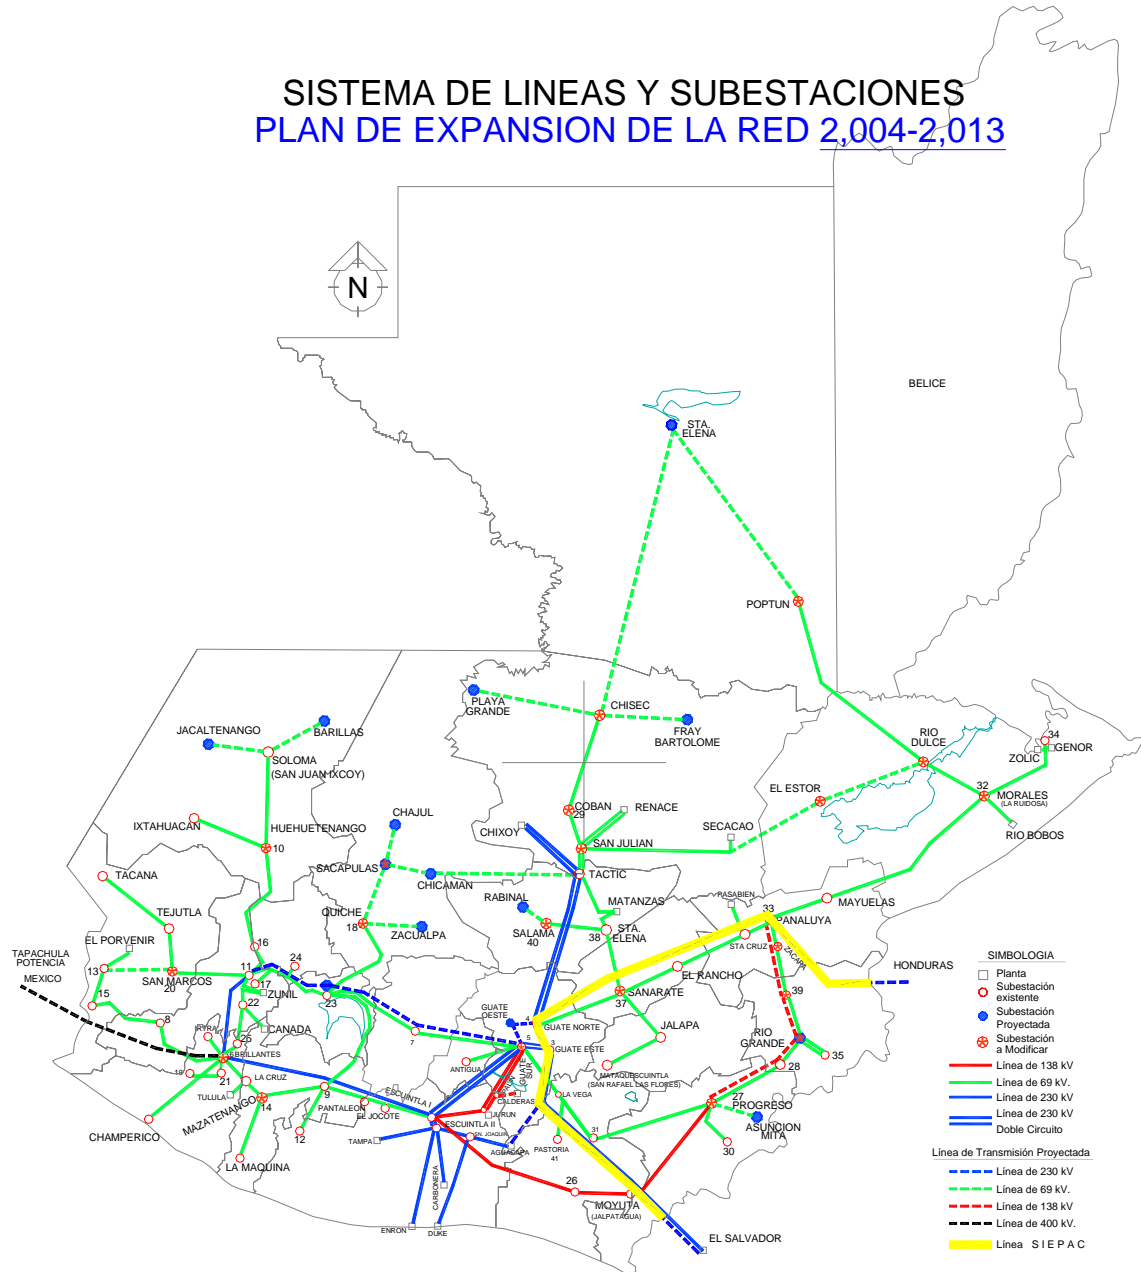 SISTEMA DE LINEAS Y SUBESTACIONES
PLAN DE EXPANSION DE LA RED 2,004-2,013
N
BELICE
STA.
ELENA
POPTUN
PLAYA
GRANDE
CHISEC
FRAY
BARTOLOME
JACALTENANGO
BARILLAS
SOLOMA
(SAN JUAN IXCOY)
RIO
DULCE
34
GENOR
ZOLIC
EL ESTOR
32
MORALES
(LA RUIDOSA)
RIO BOBOS
IXTAHUACAN
HUEHUETENANGO
10
CHAJUL
COBAN
29
RENACE
CHIXOY
SECACAO
SAN JULIAN
SACAPULAS
CHICAMAN
TACTIC
TACANA
RABINAL
MATANZAS
PASABIEN
MAYUELAS
TEJUTLA
QUICHE
18
ZACUALPA
SALAMA
40
38
STA.
ELENA
33
PANALUYA
STA CRUZ
ZACAPA
EL PORVENIR
TAPACHULA
POTENCIA
MEXICO
13
SAN MARCOS
20
16
11
24
17
ZUNIL
23
EL RANCHO
SANARATE
37
39
HONDURAS
15
8
22
CANADA
25
7
GUATE
OESTE
4
GUATE NORTE
5
3
GUATE ESTE
GUATE
SUR
JALAPA
RIO
GRANDE
35
28
BRILLANTES
19
21
LA CRUZ
TULULA
MAZATENANGO
14
9
ANTIGUA
MATAQUESCUINTLA
(SAN RAFAEL LAS FLORES)
CALDERAS
LA VEGA
JURUN
ESCUINTLA I
PANTALEON
EL JOCOTE
ESCUINTLA II
SN. JOAQUIN
AGUACAPA
TAMPA
CHAMPERICO
12
LA MAQUINA
PASTORIA
41
31
27
PROGRESO
ASUNCION
MITA
30
CARBONERA
26
MOYUTA
(JALPATAGUA)
ENRON
DUKE
EL SALVADOR
SIMBOLOGIA
Planta
Subestación
existente
Subestación
Proyectada
Subestación
a Modificar
Línea de 138 kV
Línea de 69 kV.
Línea de 230 kV
Línea de 230 kV
Doble Circuito
Línea de Transmisión Proyectada
Línea de 230 kV
Línea de 69 kV.
Línea de 138 kV
Línea de 400 kV.
Línea S I E P A C